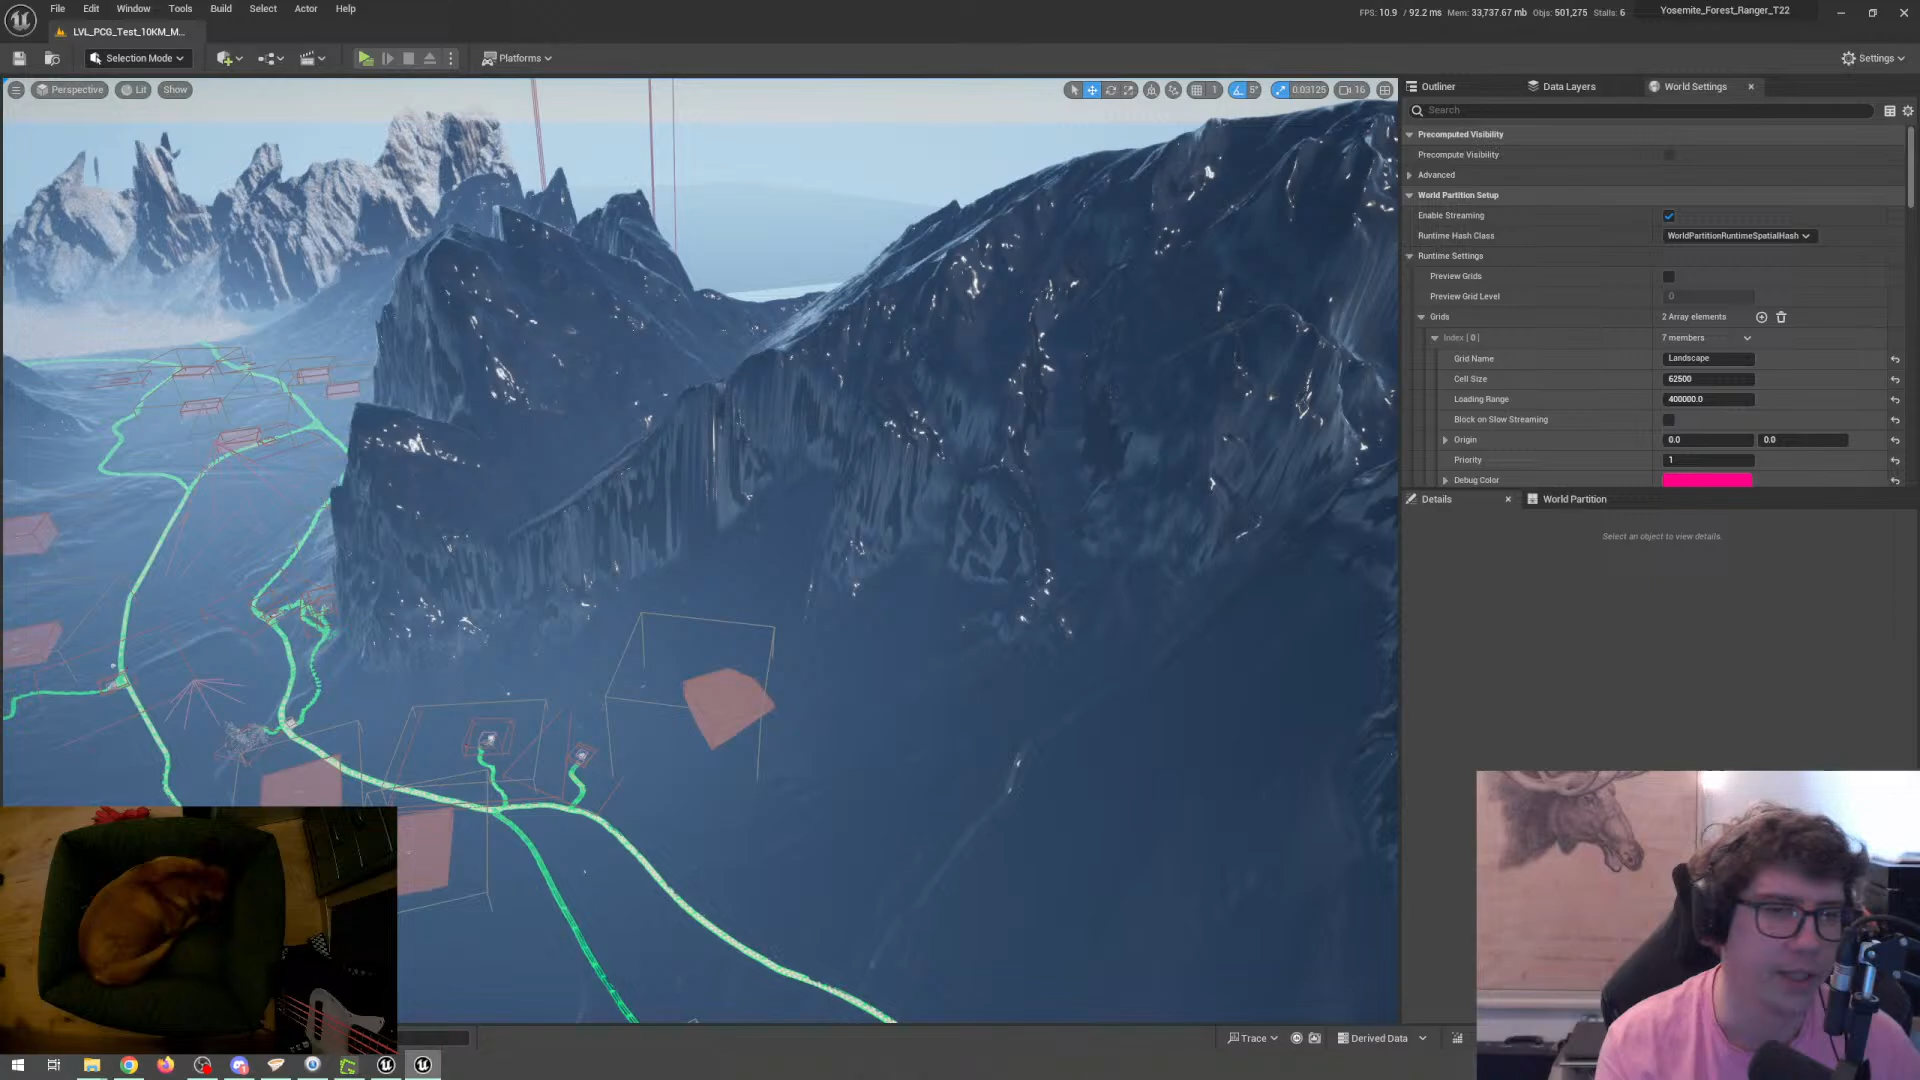 File Edit Window Tools Build Select Actor Help
FPS: 10.9 / 92.2 ms Mem: 33,737.67 mb Objs: 501,275 Stalls: 6
Yosemite_Forest_Ranger_T22
LVL_PCG_Test_10KM_M...
Selection Mode
Platforms
Settings
Perspective Lit Show
1 5° 0.03125 16
Outliner Data Layers World Settings
Search
Precomputed Visibility
Precompute Visibility
Advanced
World Partition Setup
Enable Streaming
Runtime Hash Class WorldPartitionRuntimeSpatialHash
Runtime Settings
Preview Grids
Preview Grid Level 0
Grids 2 Array elements
Index [ 0 ] 7 members
Grid Name Landscape
Cell Size 62500
Loading Range 400000.0
Block on Slow Streaming
Origin 0.0 0.0
Priority 1
Debug Color
Details World Partition
Select an object to view details.
Trace Derived Data